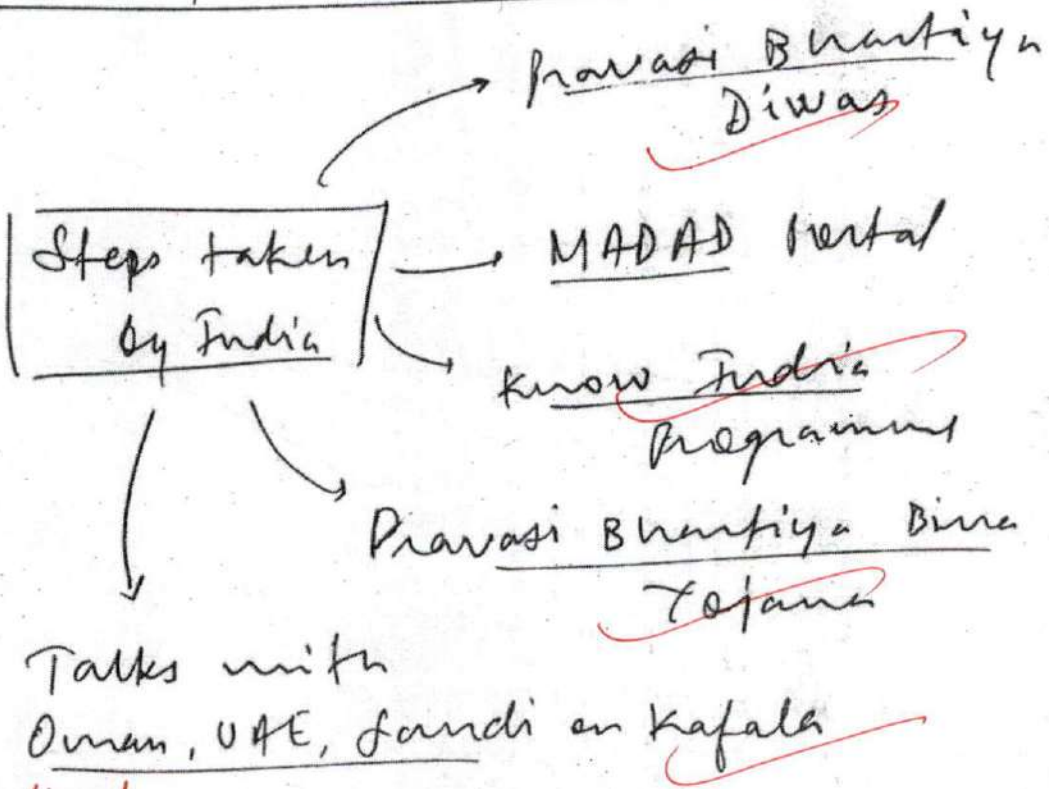 Pravasi Bhartiya
Diwas
Steps taken
by India
MADAD Portal
Know India
Programme
Pravasi Bhartiya Bima
Yojana
Talks with
Oman, UAE, Saudi on Kafala